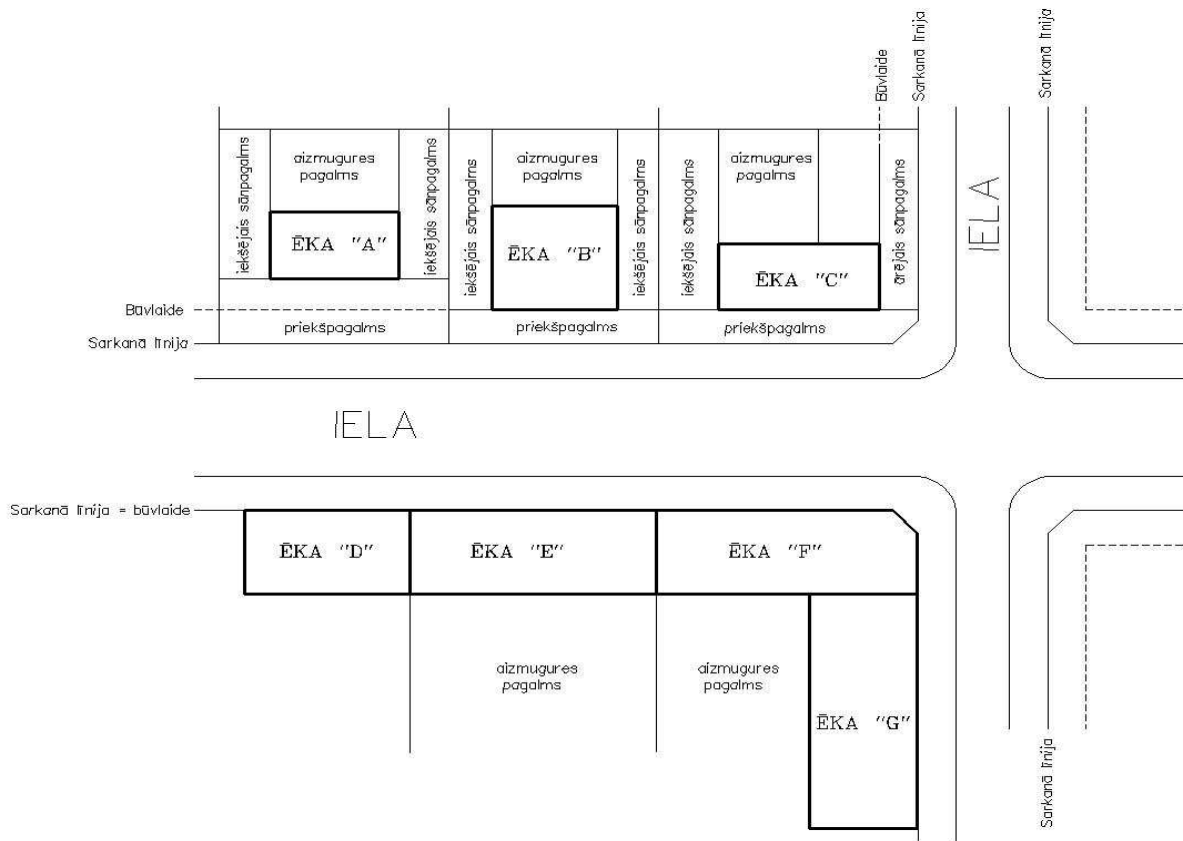 Būvlaide
Sarkanā līnija
Sarkanā līnija
iekšējais sānpagalms
aizmugures
pagalms
iekšējais sānpagalms
iekšējais sānpagalms
aizmugures
pagalms
iekšējais sānpagalms
iekšējais sānpagalms
aizmugures
pagalms
ārējais sānpagalms
IELA
ĒKA "A"
ĒKA "B"
ĒKA "C"
Būvlaide
priekšpagalms
priekšpagalms
priekšpagalms
Sarkanā līnija
IELA
Sarkanā līnija = būvlaide
ĒKA "D"
ĒKA "E"
ĒKA "F"
aizmugures
pagalms
aizmugures
pagalms
ĒKA "G"
Sarkanā līnija